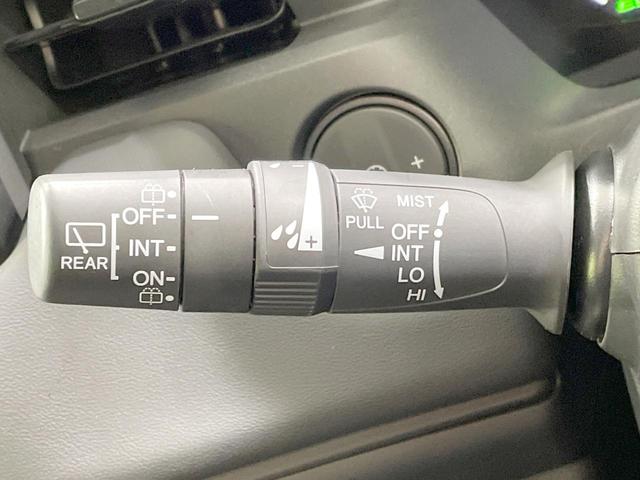 OFF
INT
ON
REAR
+
PULL
MIST
OFF
INT
LO
HI
+